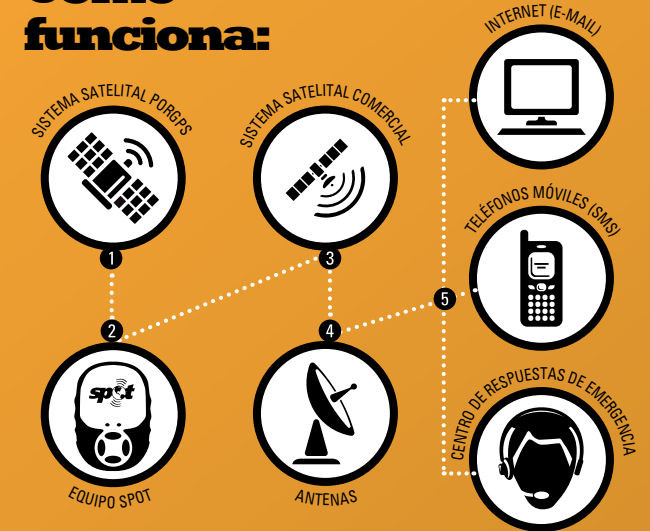 Cómo
funciona:
SISTEMA SATELITAL PORGPS
SISTEMA SATELITAL COMERCIAL
INTERNET (E-MAIL)
TELÉFONOS MÓVILES (SMS)
1
3
5
2
4
spot
EQUIPO SPOT
ANTENAS
CENTRO DE RESPUESTAS DE EMERGENCIA